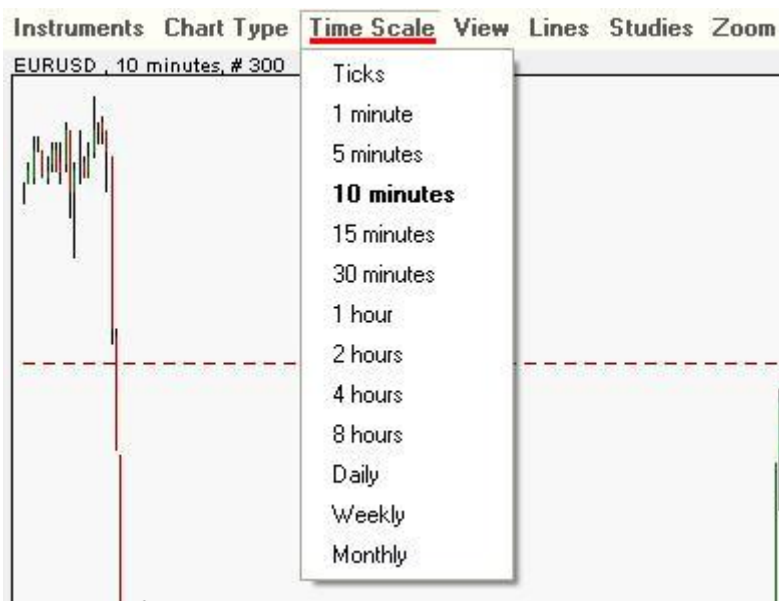 Instruments Chart Type Time Scale View Lines Studies Zoom
EURUSD , 10 minutes, # 300
Ticks
1 minute
5 minutes
10 minutes
15 minutes
30 minutes
1 hour
2 hours
4 hours
8 hours
Daily
Weekly
Monthly